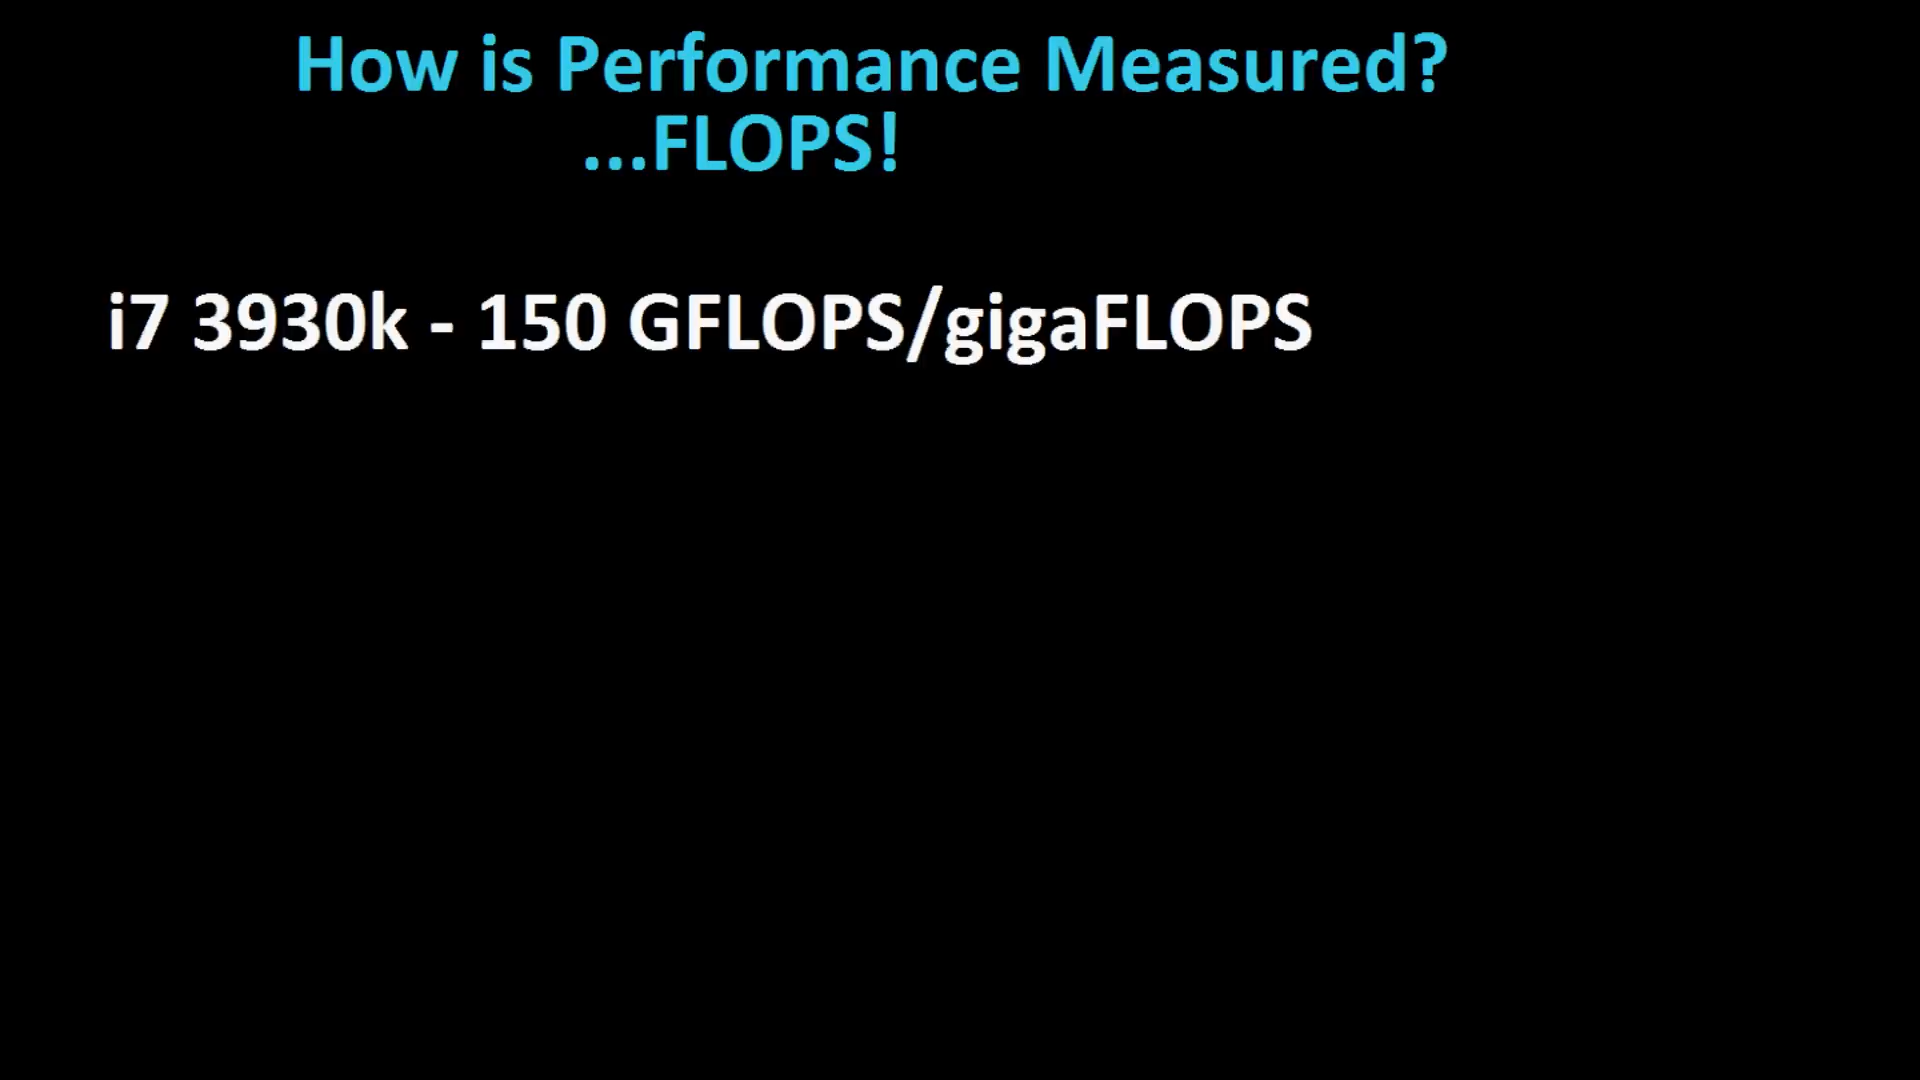 How is Performance Measured?
...FLOPS!
i7 3930k - 150 GFLOPS/gigaFLOPS